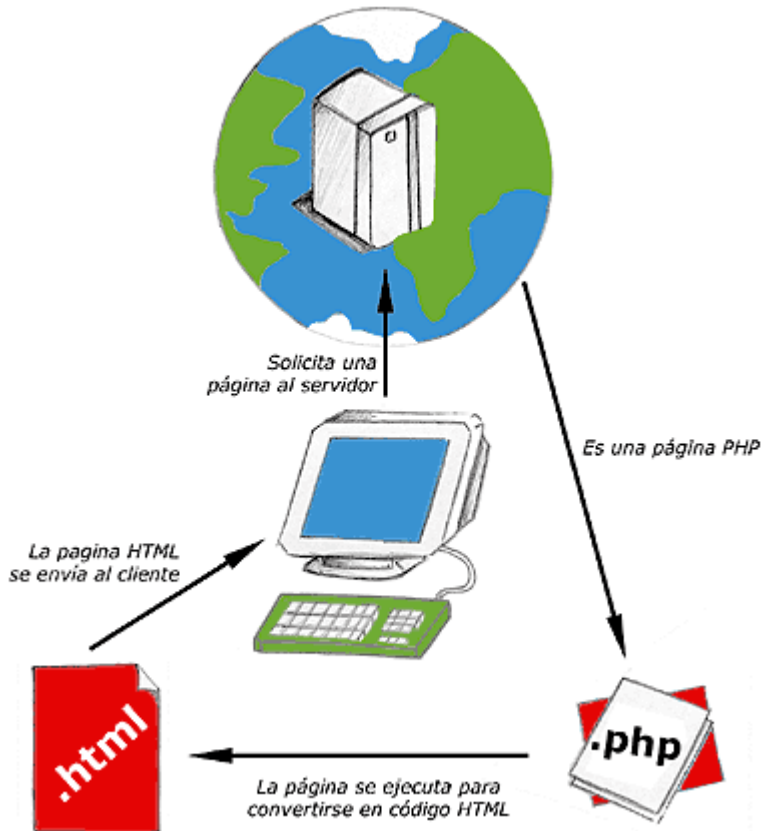 Solicita una
página al servidor
Es una página PHP
La pagina HTML
se envía al cliente
.html
.php
La página se ejecuta para
convertirse en código HTML